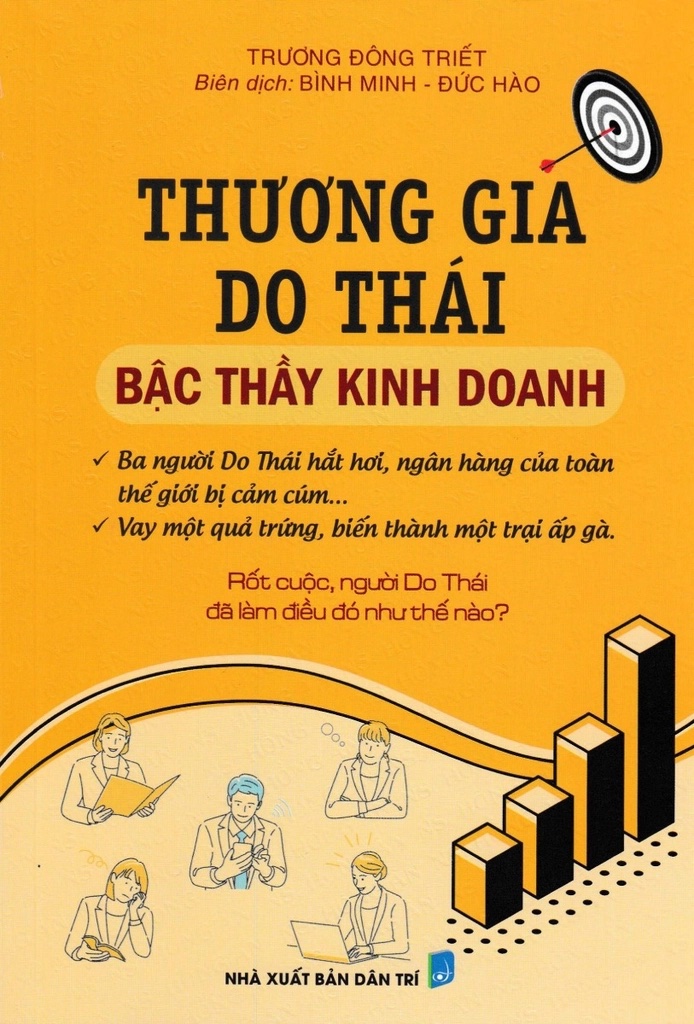 TRƯƠNG ĐÔNG TRIẾT
Biên dịch: BÌNH MINH - ĐỨC HÀO
THƯƠNG GIA
DO THÁI
BẬC THẦY KINH DOANH
✓ Ba người Do Thái hắt hơi, ngân hàng của toàn
thế giới bị cảm cúm...
✓ Vay một quả trứng, biến thành một trại ấp gà.
Rốt cuộc, người Do Thái
đã làm điều đó như thế nào?
NHÀ XUẤT BẢN DÂN TRÍ